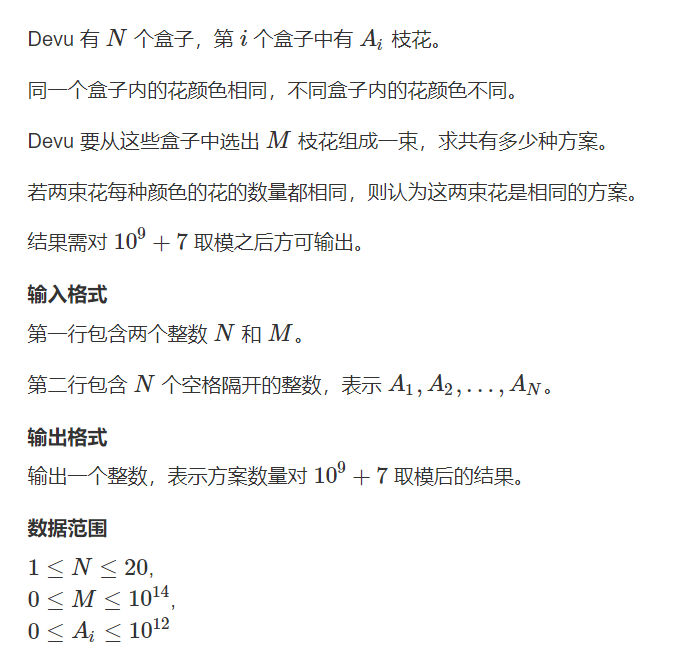 Devu 有 N 个盒子，第 i 个盒子中有 A_i 枝花。
同一个盒子内的花颜色相同，不同盒子内的花颜色不同。
Devu 要从这些盒子中选出 M 枝花组成一束，求共有多少种方案。
若两束花每种颜色的花的数量都相同，则认为这两束花是相同的方案。
结果需对 10^9 + 7 取模之后方可输出。
输入格式
第一行包含两个整数 N 和 M。
第二行包含 N 个空格隔开的整数，表示 A_1, A_2, . . . , A_N。
输出格式
输出一个整数，表示方案数量对 10^9 + 7 取模后的结果。
数据范围
1 ≤ N ≤ 20,
0 ≤ M ≤ 10^14,
0 ≤ A_i ≤ 10^12